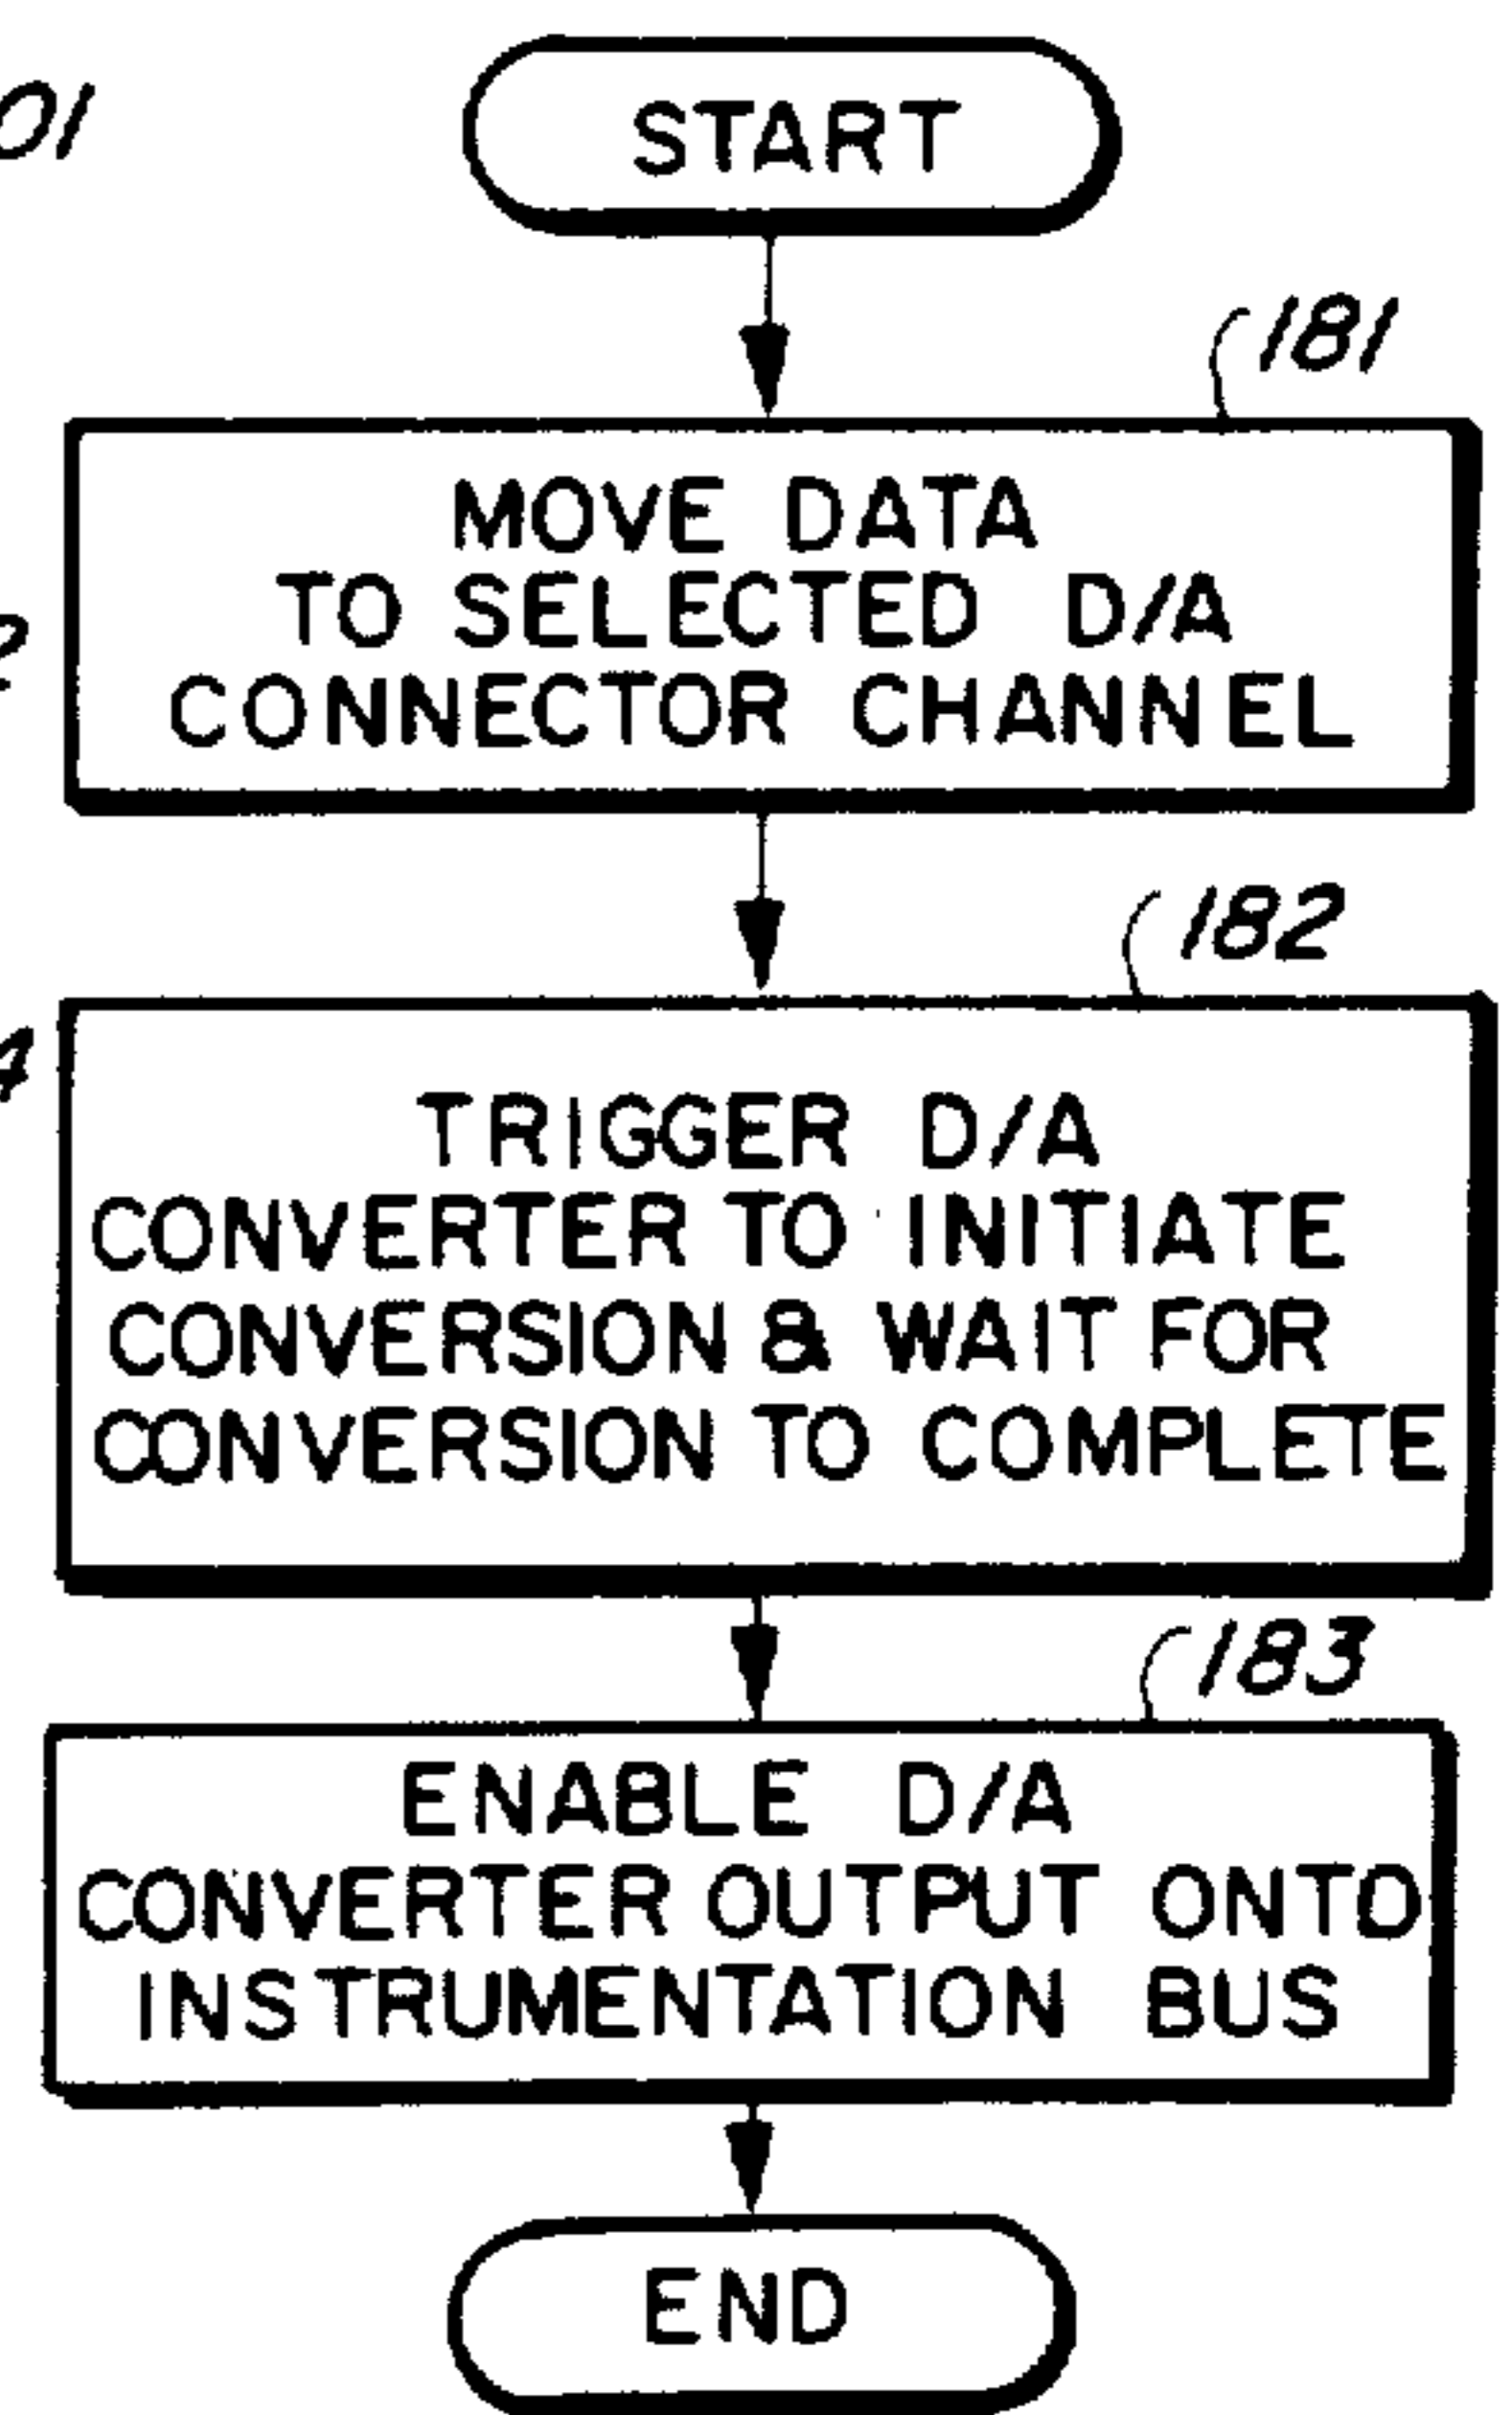 START
181
MOVE DATA
TO SELECTED D/A
CONNECTOR CHANNEL
182
TRIGGER D/A
CONVERTER TO INITIATE
CONVERSION & WAIT FOR
CONVERSION TO COMPLETE
183
ENABLE D/A
CONVERTER OUTPUT ONTO
INSTRUMENTATION BUS
END